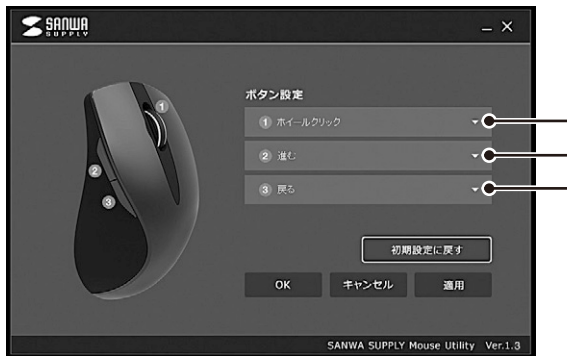 SANWA
SUPPLY
ボタン設定
① ホイールクリック
② 進む
③ 戻る
①
②
③
初期設定に戻す
OK キャンセル 適用
SANWA SUPPLY Mouse Utility Ver.1.3